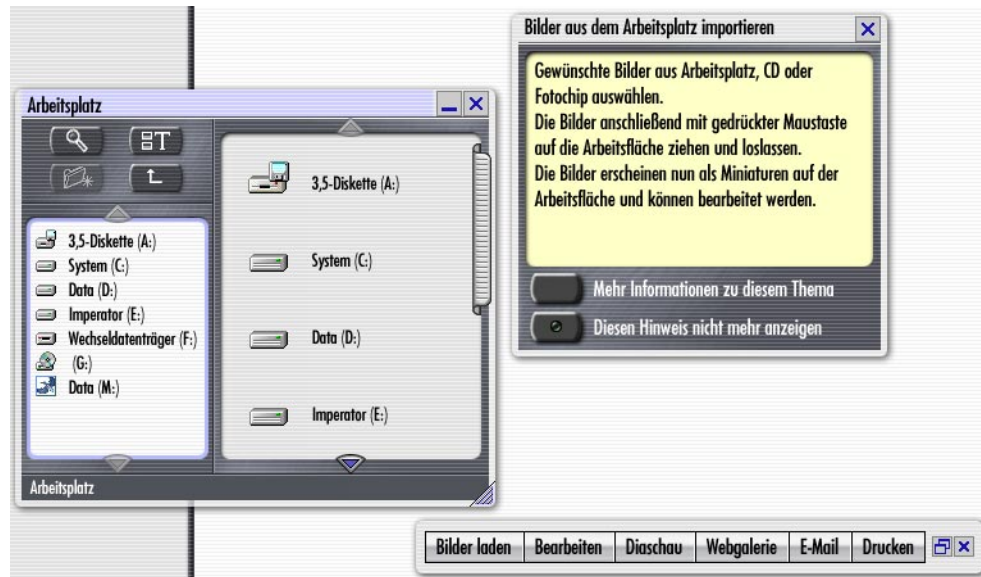 Bilder aus dem Arbeitsplatz importieren
Gewünschte Bilder aus Arbeitsplatz, CD oder
Fotochip auswählen.
Die Bilder anschließend mit gedrückter Maustaste
auf die Arbeitsfläche ziehen und loslassen.
Die Bilder erscheinen nun als Miniaturen auf der
Arbeitsfläche und können bearbeitet werden.
Mehr Informationen zu diesem Thema
Diesen Hinweis nicht mehr anzeigen
Arbeitsplatz
T
3,5-Diskette (A:)
System (C:)
Data (D:)
Imperator (E:)
Wechseldatenträger (F:)
(G:)
Data (M:)
3,5-Diskette (A:)
System (C:)
Data (D:)
Imperator (E:)
Arbeitsplatz
Bilder laden Bearbeiten Diaschau Webgalerie E-Mail Drucken